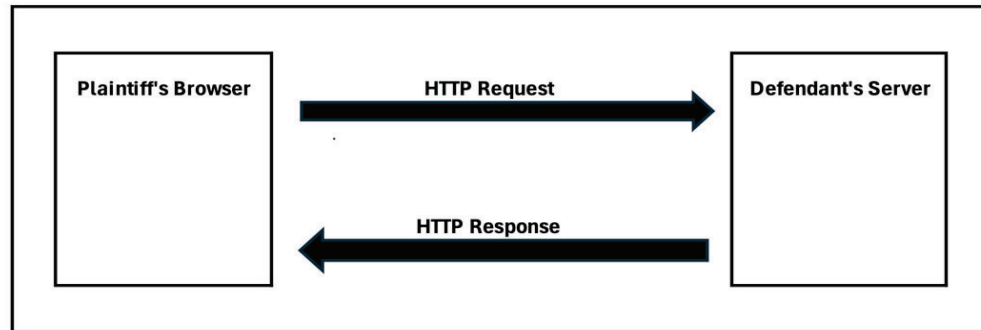 Plaintiff's Browser
HTTP Request
Defendant's Server
HTTP Response